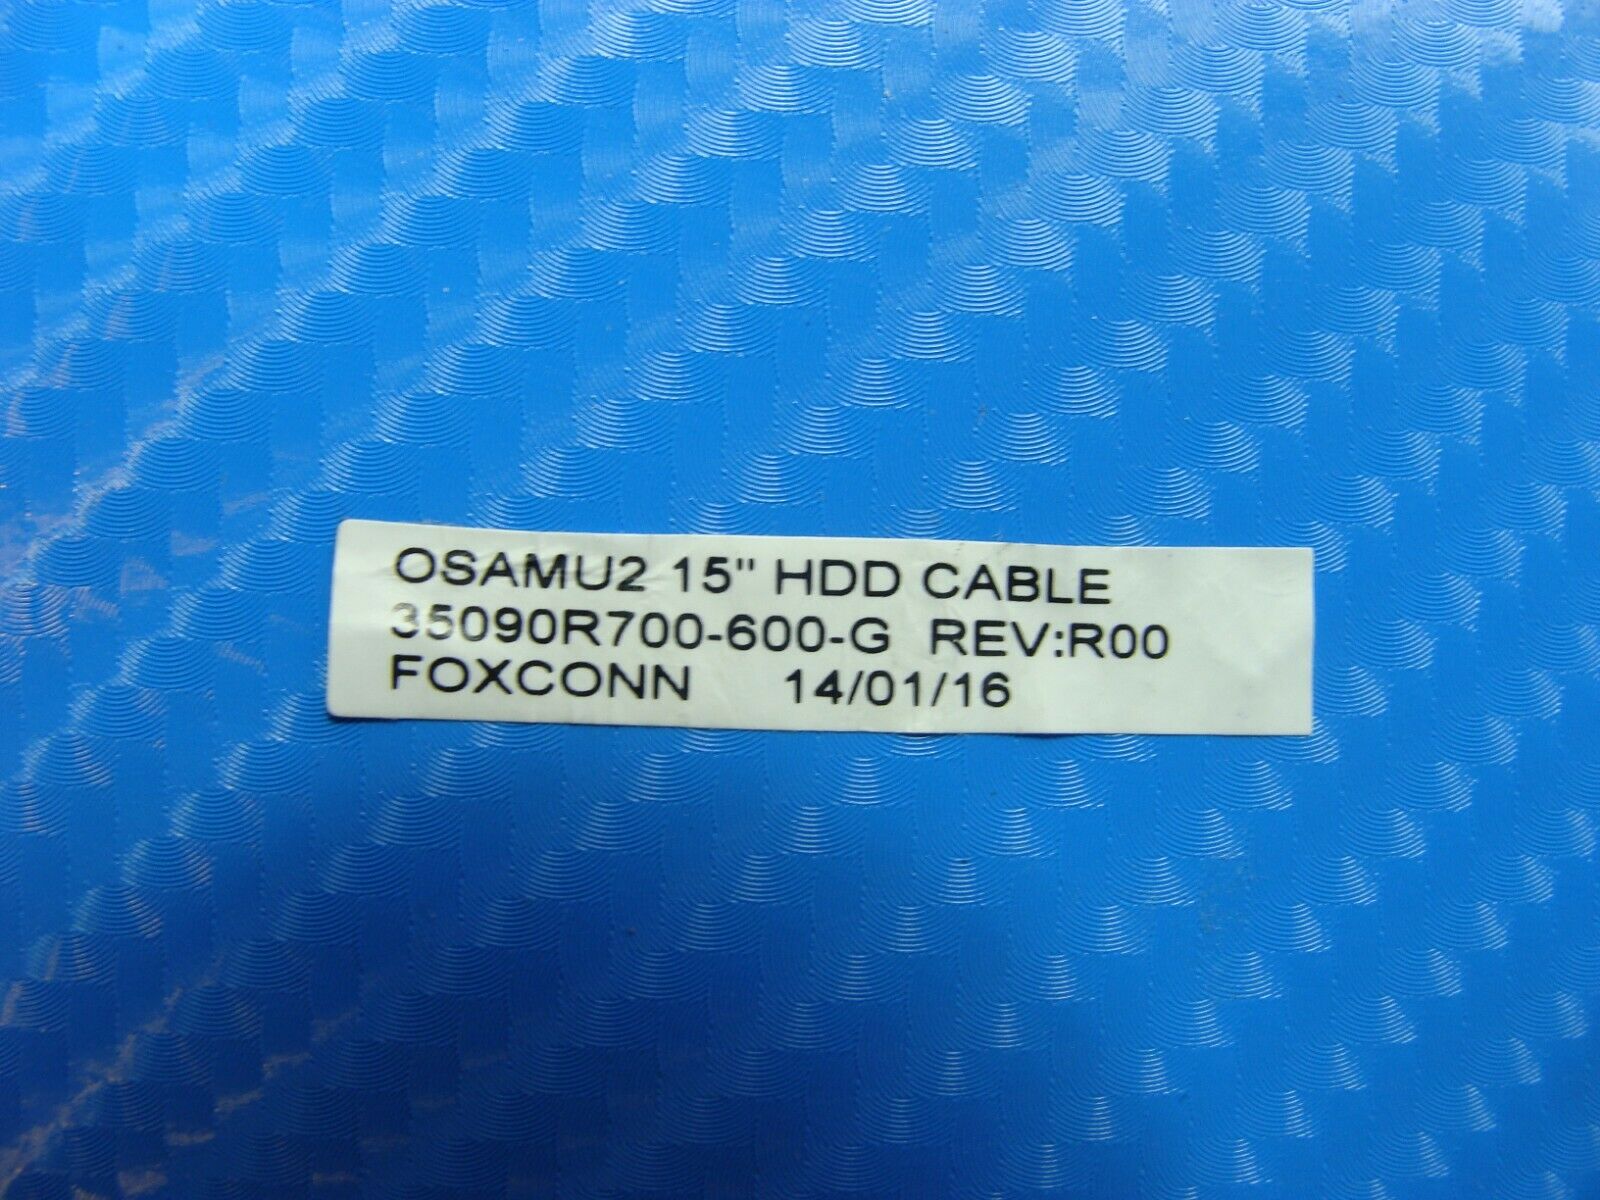 OSAMU2 15" HDD CABLE
35090R700-600-G REV:R00
FOXCONN 14/01/16